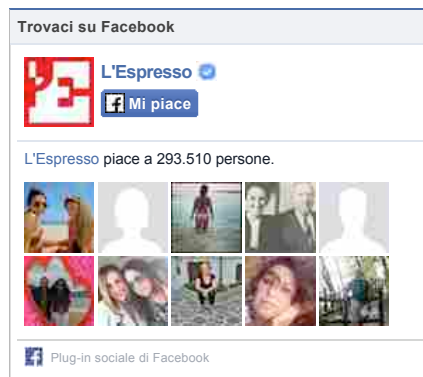 Trovaci su Facebook
L'Espresso
Mi piace
L'Espresso piace a 293.510 persone.
Plug-in sociale di Facebook